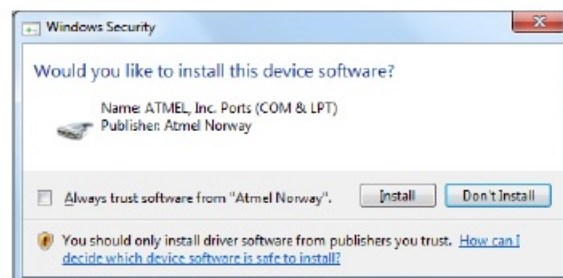 Windows Security
Would you like to install this device software?
Name: ATMEL, Inc. Ports (COM & LPT)
Publisher: Atmel Norway
Always trust software from "Atmel Norway".
Install
Don't Install
You should only install driver software from publishers you trust. How can I
decide which device software is safe to install?